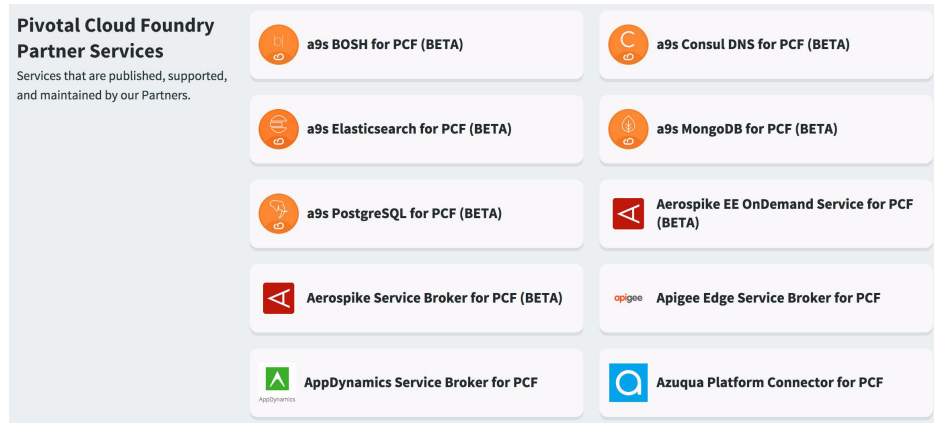 Pivotal Cloud Foundry
Partner Services
Services that are published, supported,
and maintained by our Partners.
a9s BOSH for PCF (BETA)
a9s Consul DNS for PCF (BETA)
a9s Elasticsearch for PCF (BETA)
a9s MongoDB for PCF (BETA)
a9s PostgreSQL for PCF (BETA)
Aerospike EE OnDemand Service for PCF
(BETA)
Aerospike Service Broker for PCF (BETA)
apigee
Apigee Edge Service Broker for PCF
AppDynamics
AppDynamics Service Broker for PCF
Azuqua Platform Connector for PCF